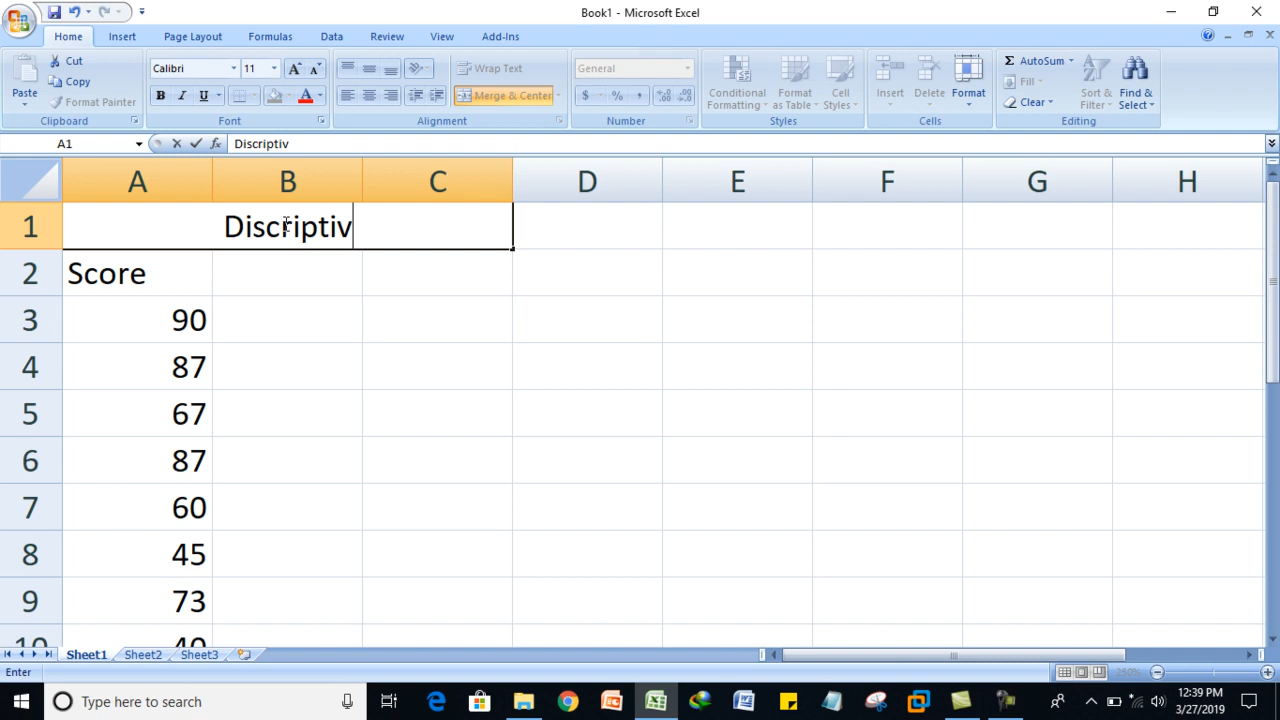 Book1 - Microsoft Excel
Home Insert Page Layout Formulas Data Review View Add-Ins
Paste Cut Copy Format Painter
Calibri 11 A A
Wrap Text
General
B I U A
Merge & Center
$ % ,
Conditional Formatting Format as Table Cell Styles
Insert Delete Format
Σ AutoSum Fill Clear
Sort & Filter Find & Select
Clipboard Font Alignment Number Styles Cells Editing
A1 fx Discriptiv
A B C D E F G H
1 Discriptiv
2 Score
3 90
4 87
5 67
6 87
7 60
8 45
9 73
10 40
Sheet1 Sheet2 Sheet3
Enter 250%
Type here to search
12:39 PM
3/27/2019